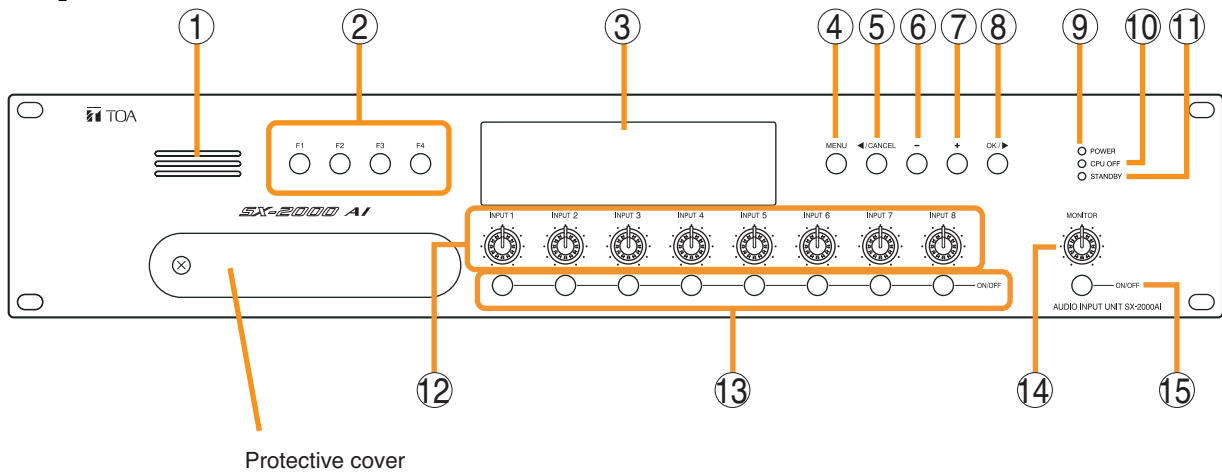 1 2 3 4 5 6 7 8 9 10 11
TOA
F1 F2 F3 F4
MENU ◀/CANCEL − + OK/▶
POWER
CPU OFF
STANDBY
SX-2000 AI
INPUT 1 INPUT 2 INPUT 3 INPUT 4 INPUT 5 INPUT 6 INPUT 7 INPUT 8
MONITOR
ON/OFF
ON/OFF
AUDIO INPUT UNIT SX-2000AI
12 13 14 15
Protective cover